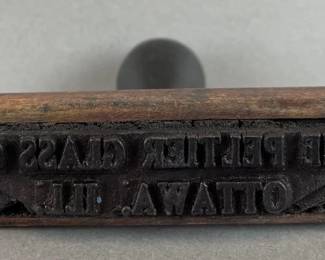 E PELTIER GLASS
OTTAWA, ILL.